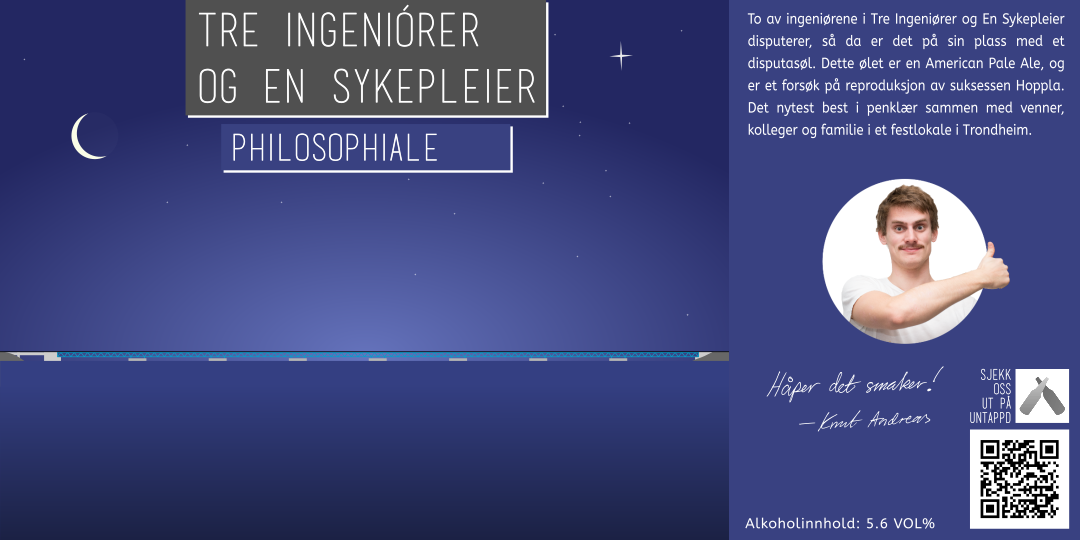 TRE INGENIÓRER
OG EN SYKEPLEIER
PHILOSOPHIALE
To av ingeniørene i Tre Ingeniører og En Sykepleier
disputerer, så da er det på sin plass med et
disputasøl. Dette ølet er en American Pale Ale, og
er et forsøk på reproduksjon av suksessen Hoppla.
Det nytest best i penklær sammen med venner,
kolleger og familie i et festlokale i Trondheim.
Håper det smaker!
— Knut Andreas
SJEKK
OSS
UT PÅ
UNTAPPD
Alkoholinnhold: 5.6 VOL%